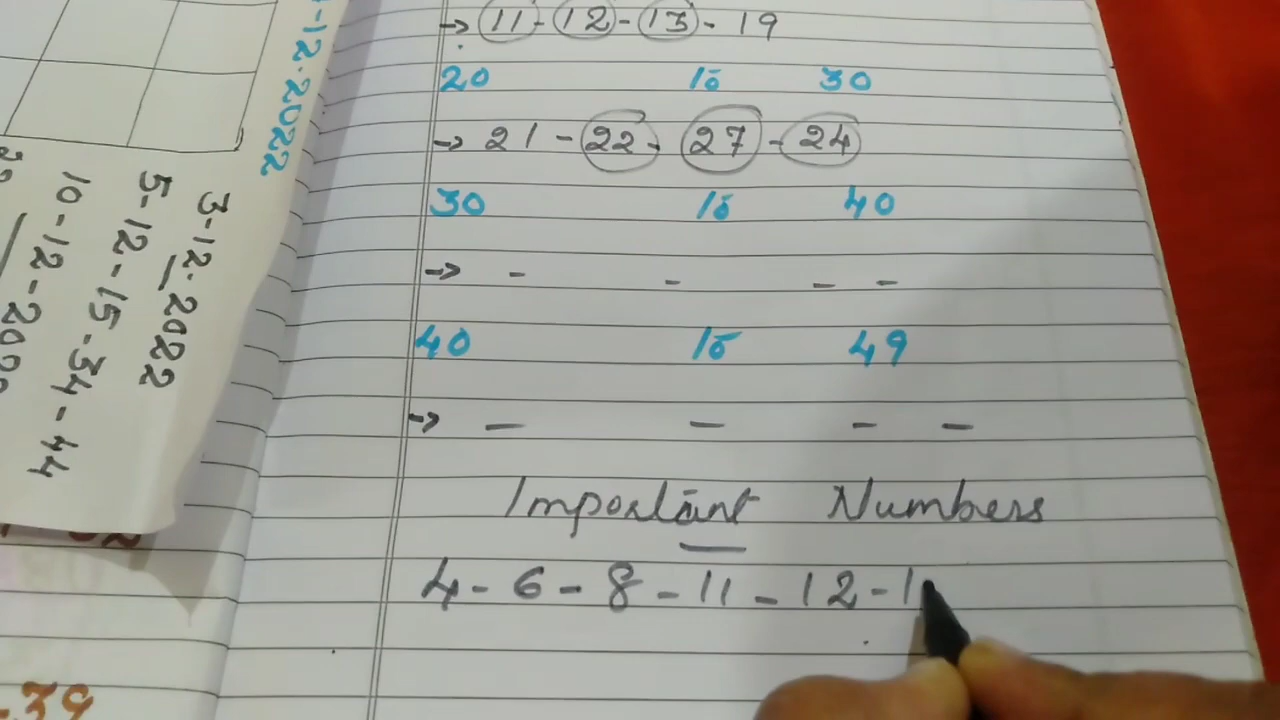 → 11 - 12 - 13 - 19
20 to 30
→ 21 - 22 - 27 - 24
30 to 40
→ - - - -
40 to 49
→ - - - -
Important Numbers
4 - 6 - 8 - 11 - 12 - 1
-12.2022
3-12.2022
5-12-15-34-44
10-12-2022
39